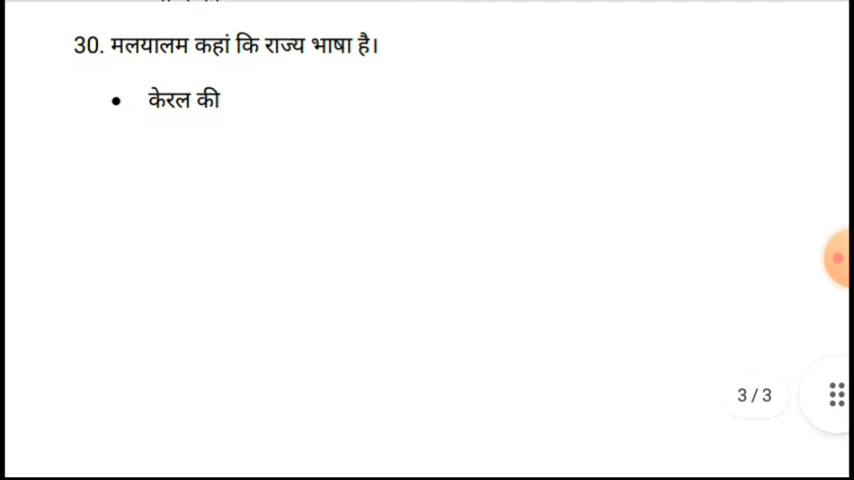 30. मलयालम कहां कि राज्य भाषा है।
• केरल की
3 / 3